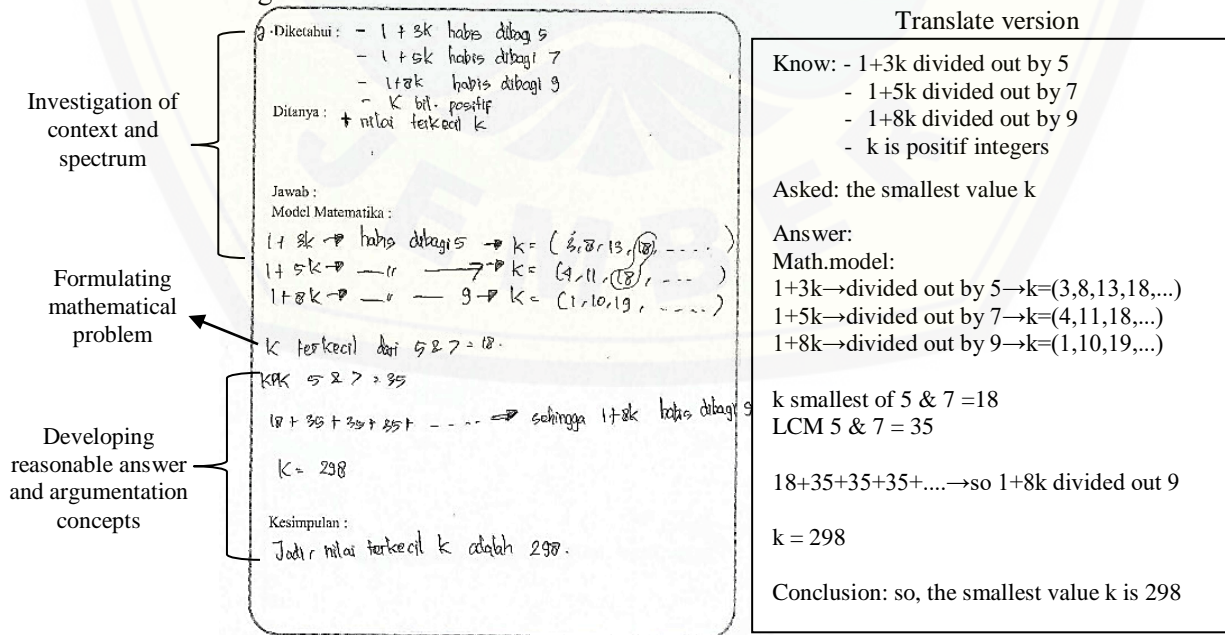 Investigation of
context and
spectrum
Formulating
mathematical
problem
Developing
reasonable answer
and argumentation
concepts
2. Diketahui : - 1 + 3k habis dibagi 5
- 1 + 5k habis dibagi 7
- 1+8k habis dibagi 9
- K bil. positif
Ditanya : + nilai terkecil k
Jawab :
Model Matematika :
1+ 3k → habis dibagi 5 → k = ( 3, 8, 13, 18, ..... )
1+ 5k → — " — 7 → k = (4, 11, 18, .... )
1+8k → — " — 9 → k = (1, 10, 19, ..... )
K terkecil dari 5 & 7 = 18.
KPK 5 & 7 = 35
18 + 35 + 35 + 35 + ..... ⇒ sehingga 1+8k habis dibagi 9
K = 298
Kesimpulan :
Jadi, nilai terkecil k adalah 298.
Translate version
Know: - 1+3k divided out by 5
- 1+5k divided out by 7
- 1+8k divided out by 9
- k is positif integers
Asked: the smallest value k
Answer:
Math.model:
1+3k→divided out by 5→k=(3,8,13,18,...)
1+5k→divided out by 7→k=(4,11,18,...)
1+8k→divided out by 9→k=(1,10,19,...)
k smallest of 5 & 7 =18
LCM 5 & 7 = 35
18+35+35+35+....→so 1+8k divided out 9
k = 298
Conclusion: so, the smallest value k is 298
JEMBER